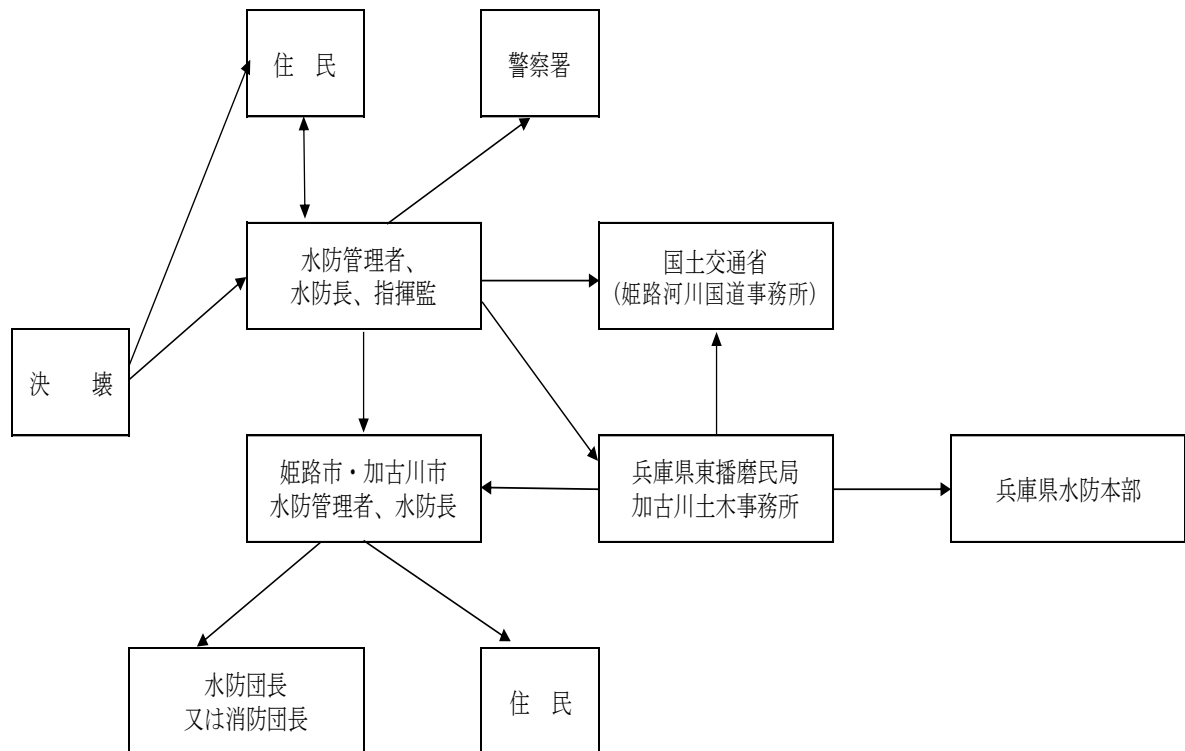 住　民
警察署
水防管理者、
水防長、指揮監
国土交通省
（姫路河川国道事務所）
決　　壊
姫路市・加古川市
水防管理者、水防長
兵庫県東播磨民局
加古川土木事務所
兵庫県水防本部
水防団長
又は消防団長
住　民